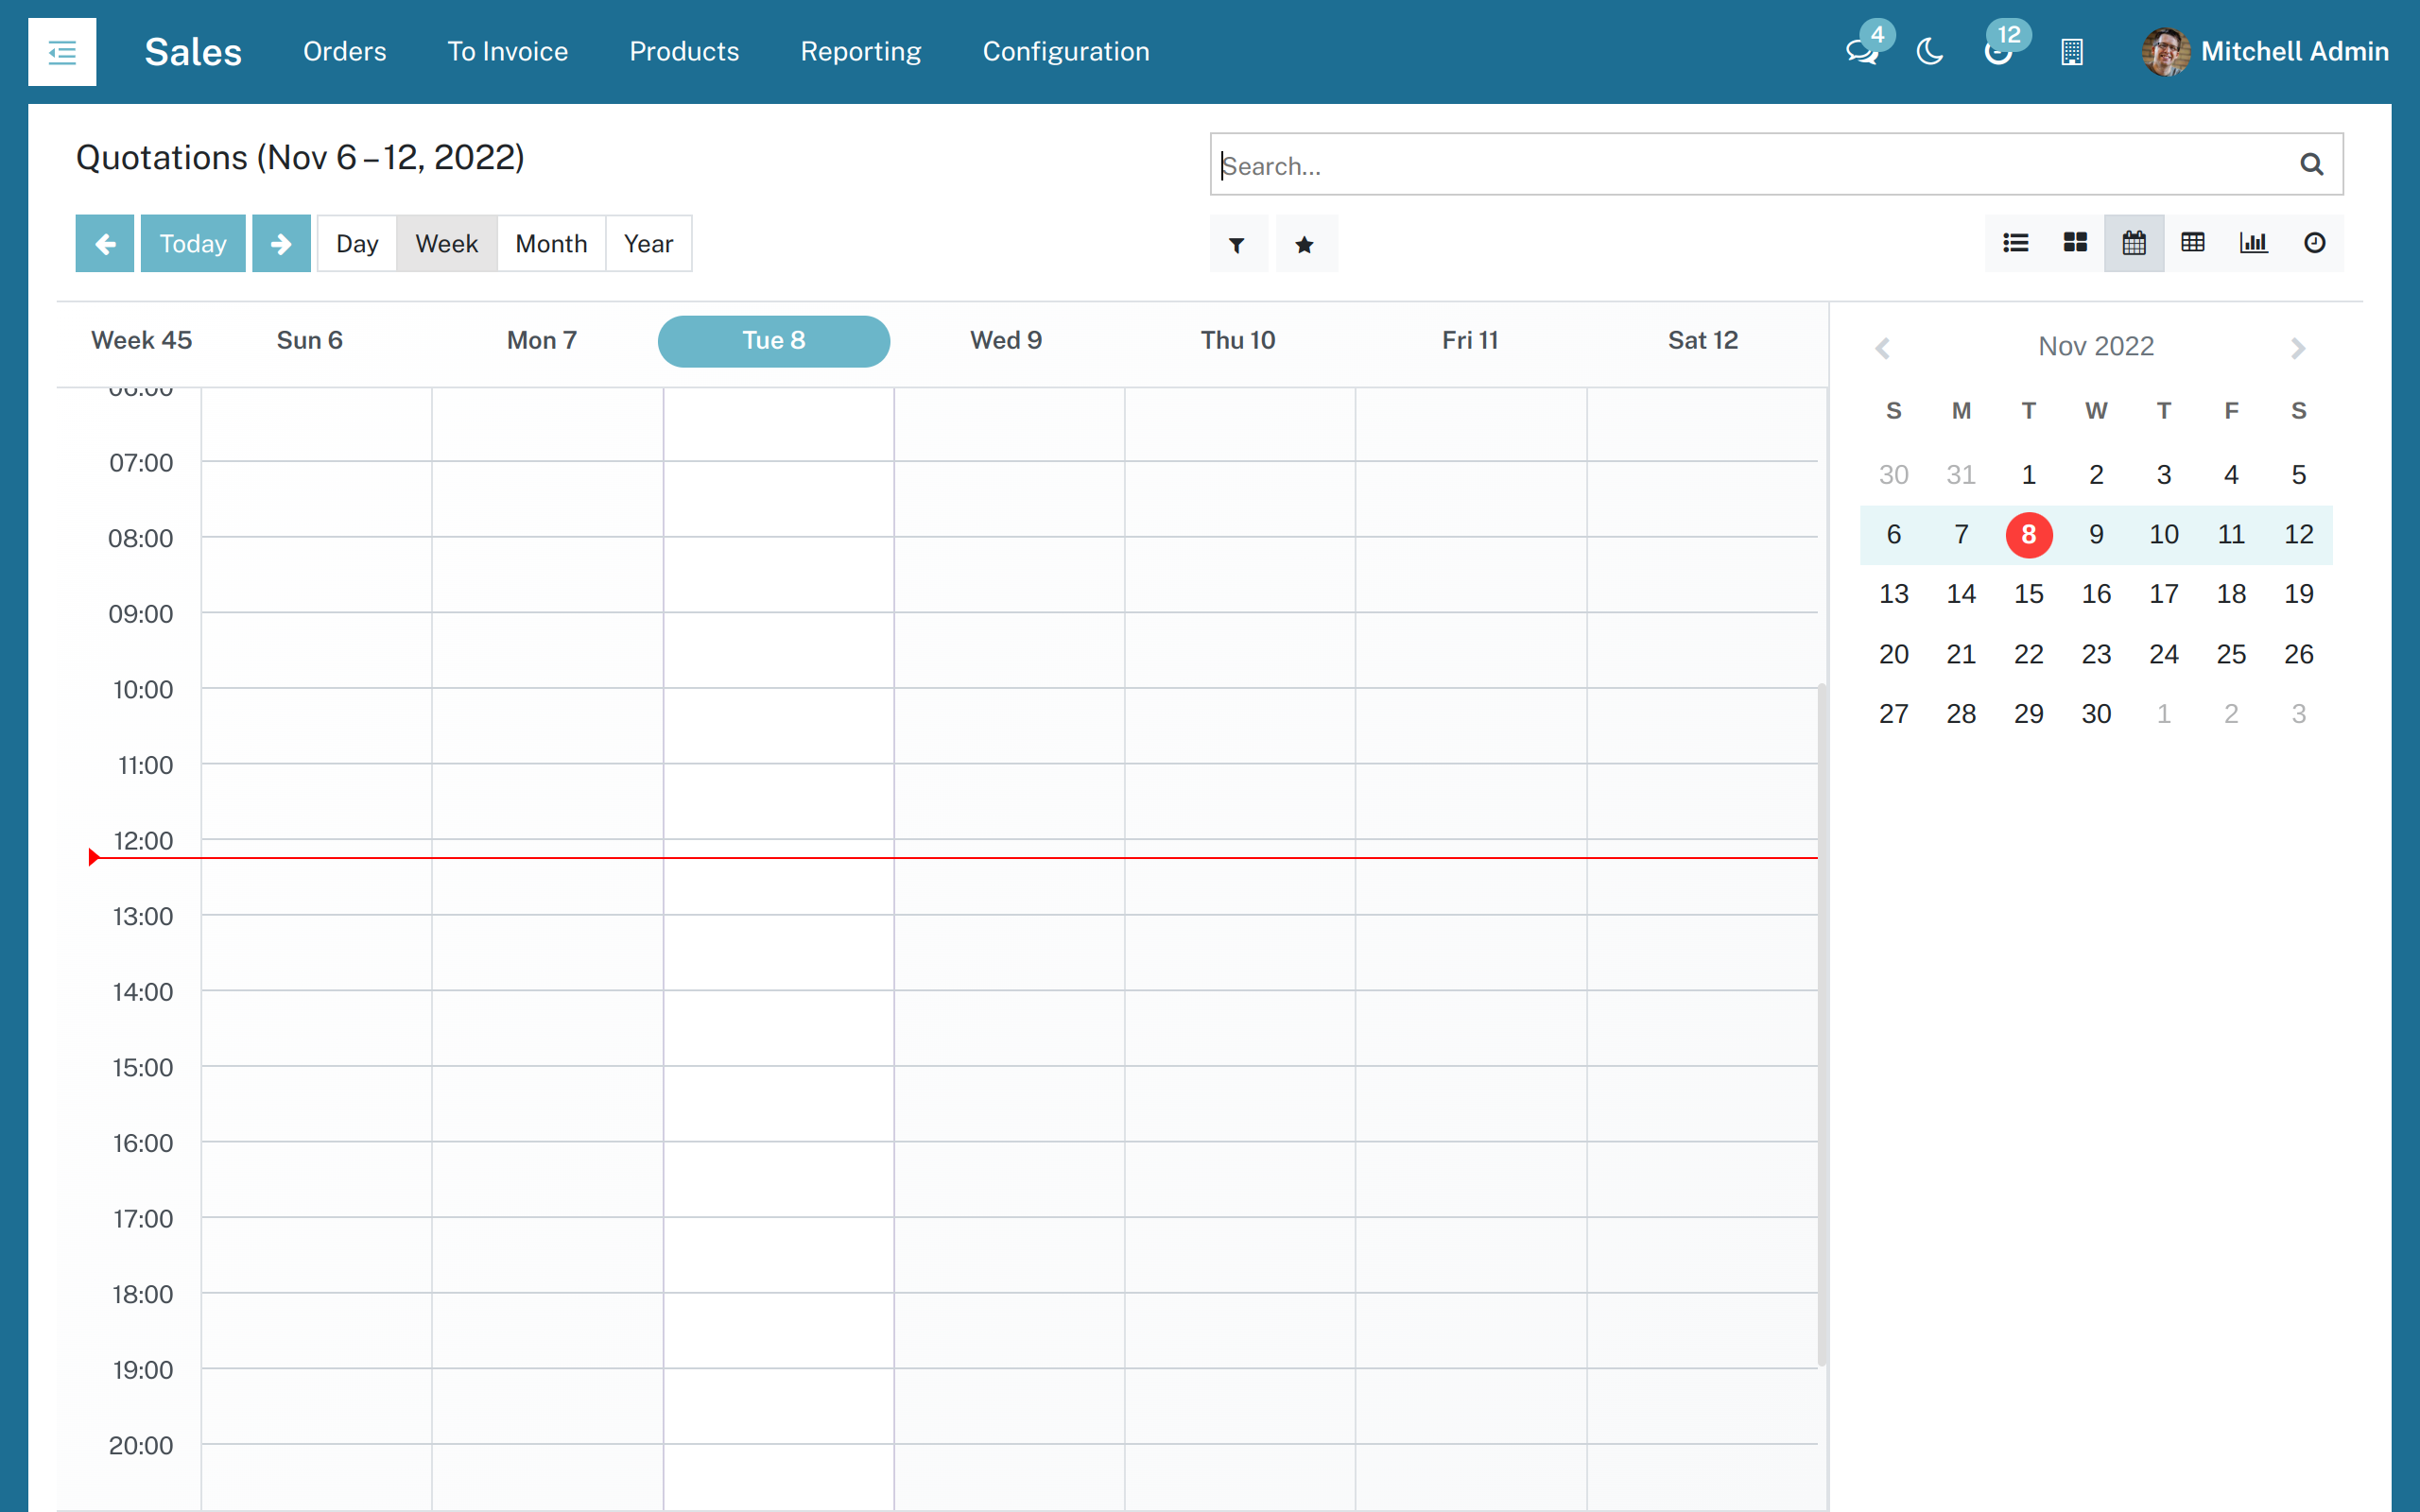 Sales Orders To Invoice Products Reporting Configuration 4 12 Mitchell Admin
Quotations (Nov 6 – 12, 2022)
Search...
Today Day Week Month Year
Week 45 Sun 6 Mon 7 Tue 8 Wed 9 Thu 10 Fri 11 Sat 12
06:00
07:00
08:00
09:00
10:00
11:00
12:00
13:00
14:00
15:00
16:00
17:00
18:00
19:00
20:00
Nov 2022
S M T W T F S
30 31 1 2 3 4 5
6 7 8 9 10 11 12
13 14 15 16 17 18 19
20 21 22 23 24 25 26
27 28 29 30 1 2 3